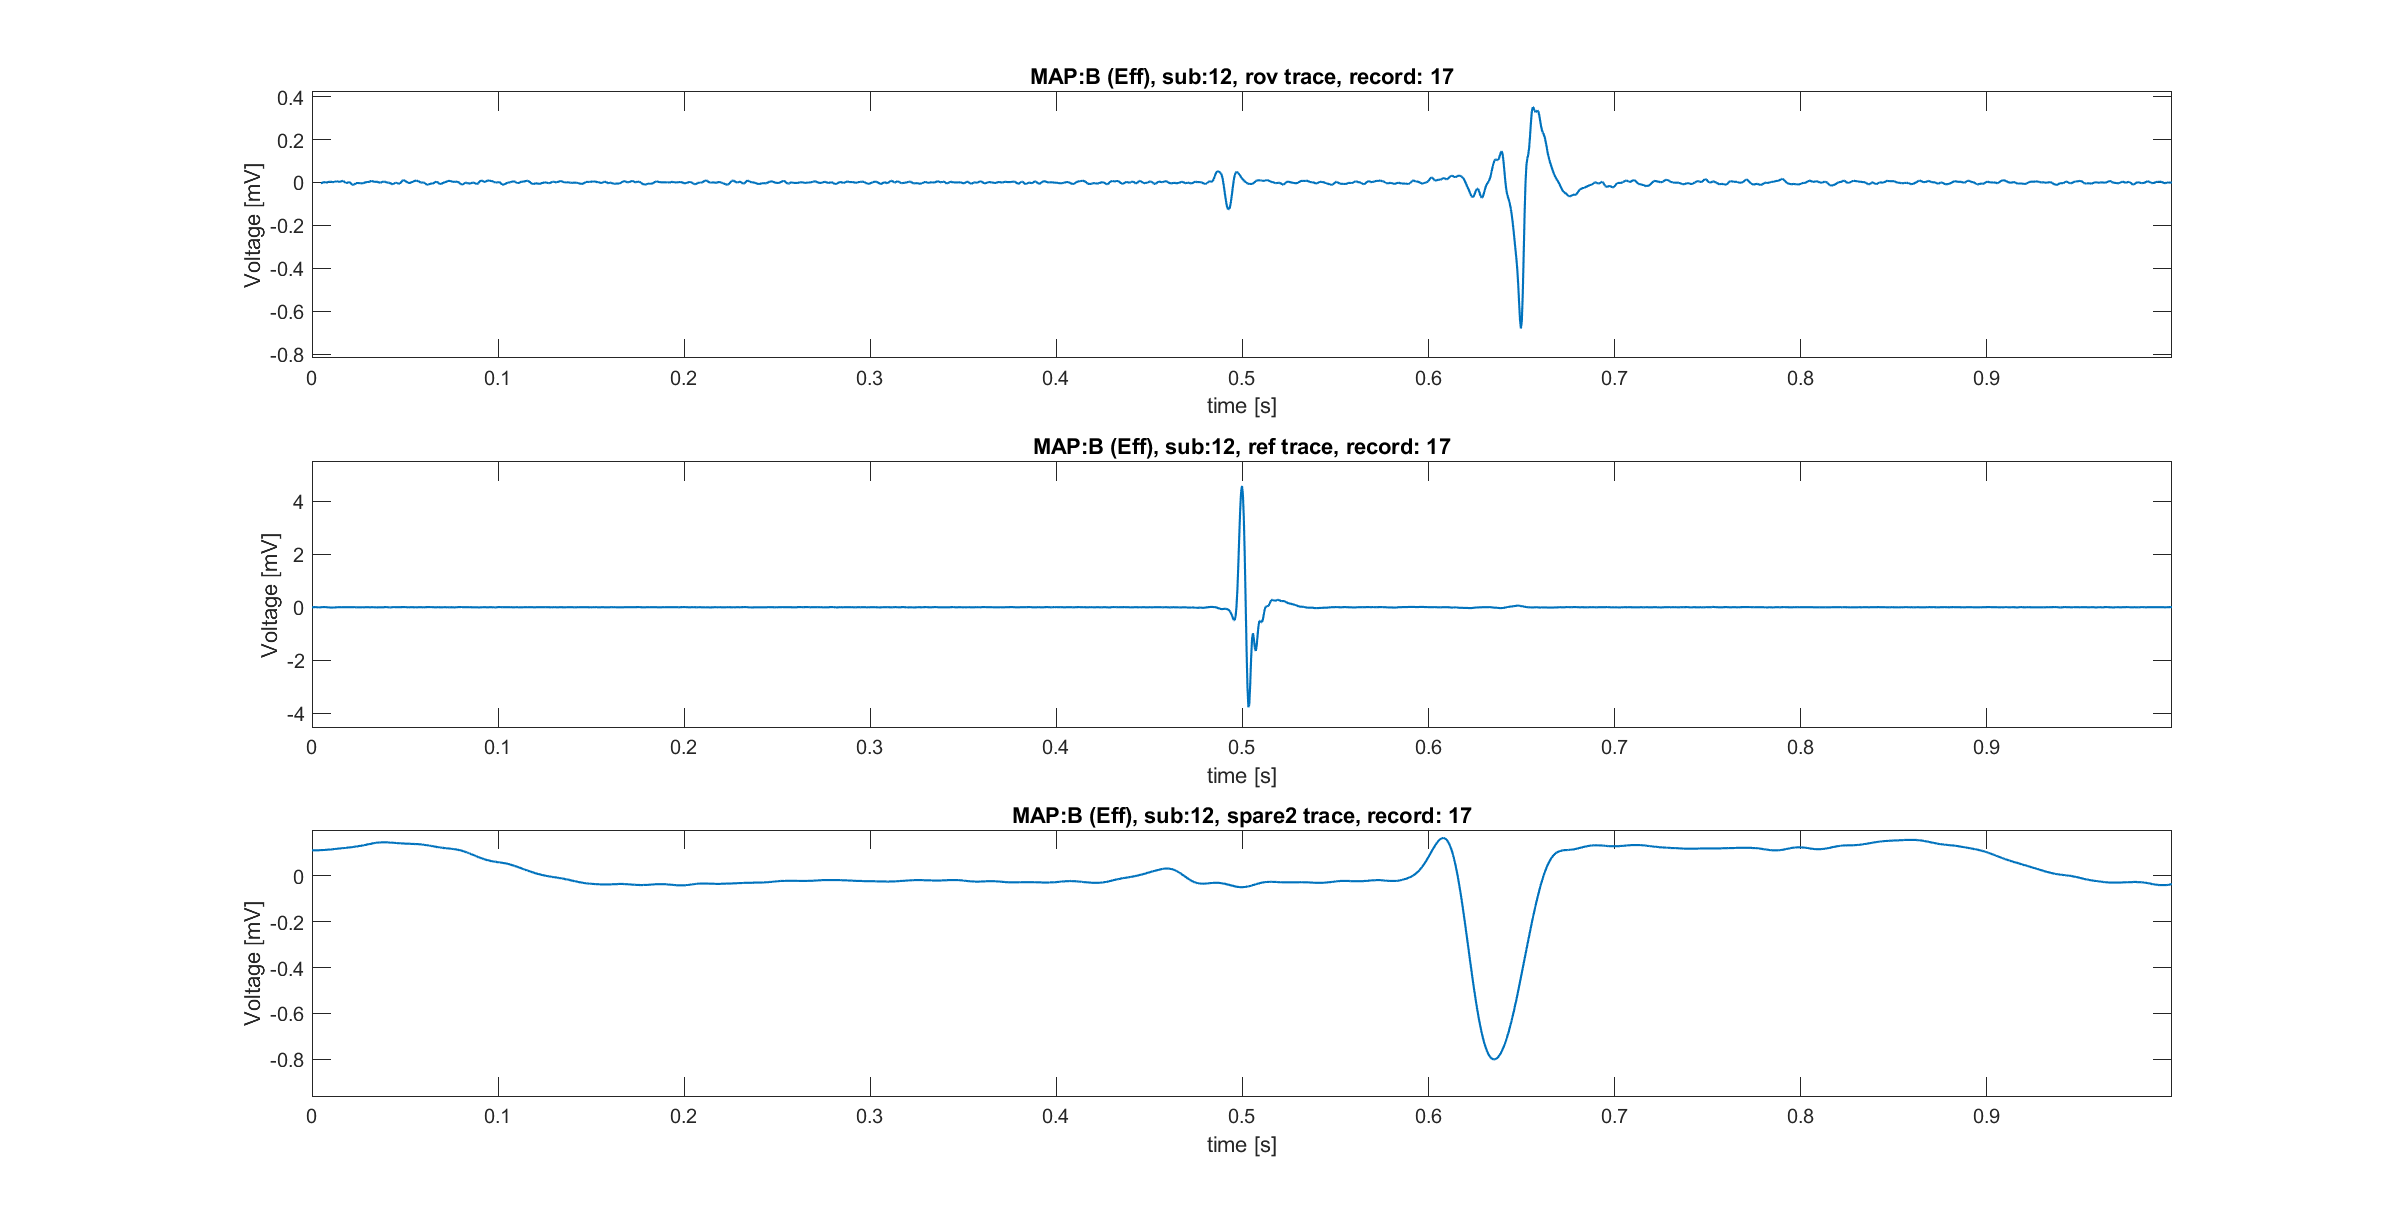 MAP:B (Eff), sub:12, rov trace, record: 17
0.4
0.2
0
-0.2
-0.4
-0.6
-0.8
Voltage [mV]
0 0.1 0.2 0.3 0.4 0.5 0.6 0.7 0.8 0.9
time [s]
MAP:B (Eff), sub:12, ref trace, record: 17
4
2
0
-2
-4
Voltage [mV]
0 0.1 0.2 0.3 0.4 0.5 0.6 0.7 0.8 0.9
time [s]
MAP:B (Eff), sub:12, spare2 trace, record: 17
0
-0.2
-0.4
-0.6
-0.8
Voltage [mV]
0 0.1 0.2 0.3 0.4 0.5 0.6 0.7 0.8 0.9
time [s]